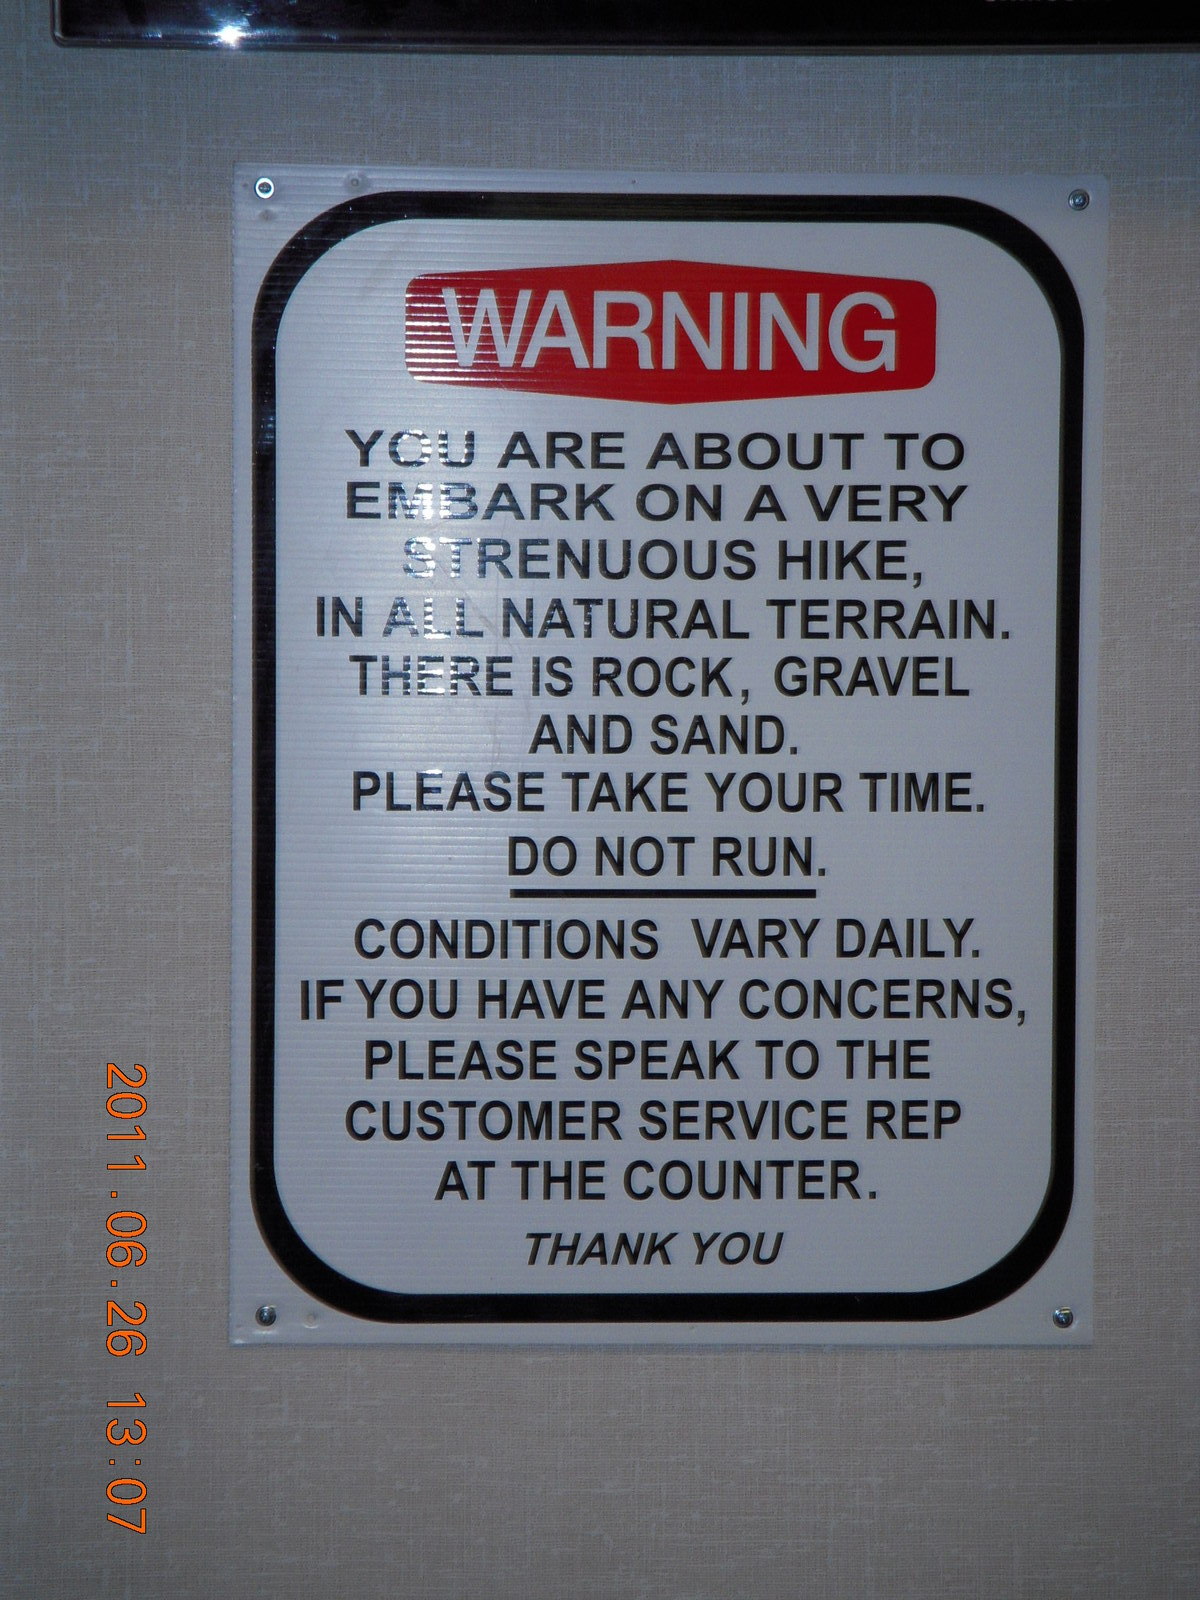 WARNING
YOU ARE ABOUT TO
EMBARK ON A VERY
STRENUOUS HIKE,
IN ALL NATURAL TERRAIN.
THERE IS ROCK, GRAVEL
AND SAND.
PLEASE TAKE YOUR TIME.
DO NOT RUN.
CONDITIONS VARY DAILY.
IF YOU HAVE ANY CONCERNS,
PLEASE SPEAK TO THE
CUSTOMER SERVICE REP
AT THE COUNTER.
THANK YOU
2011.06.26 13:07